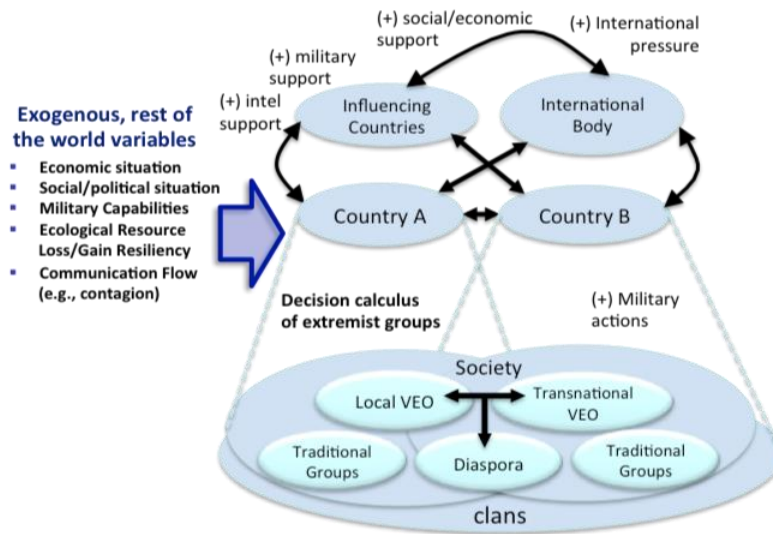 (+) social/economic
support
(+) International
pressure
(+) military
support
(+) intel
support
Influencing
Countries
International
Body
Exogenous, rest of
the world variables
▪ Economic situation
▪ Social/political situation
▪ Military Capabilities
▪ Ecological Resource
Loss/Gain Resiliency
▪ Communication Flow
(e.g., contagion)
Country A
Country B
Decision calculus
of extremist groups
(+) Military
actions
Society
Local VEO
Transnational
VEO
Traditional
Groups
Diaspora
Traditional
Groups
clans